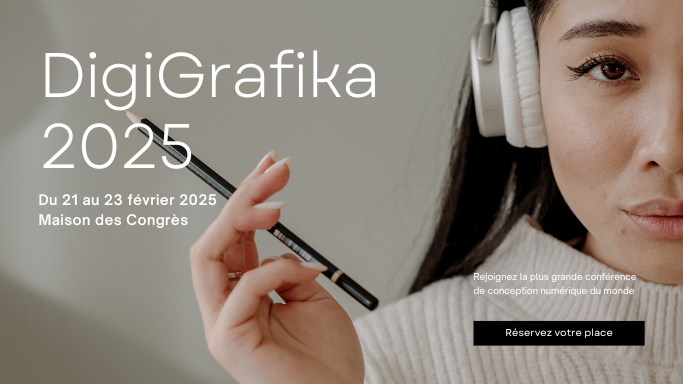 DigiGrafika
2025
Du 21 au 23 février 2025
Maison des Congrès
Rejoignez la plus grande conférence
de conception numérique du monde
Réservez votre place